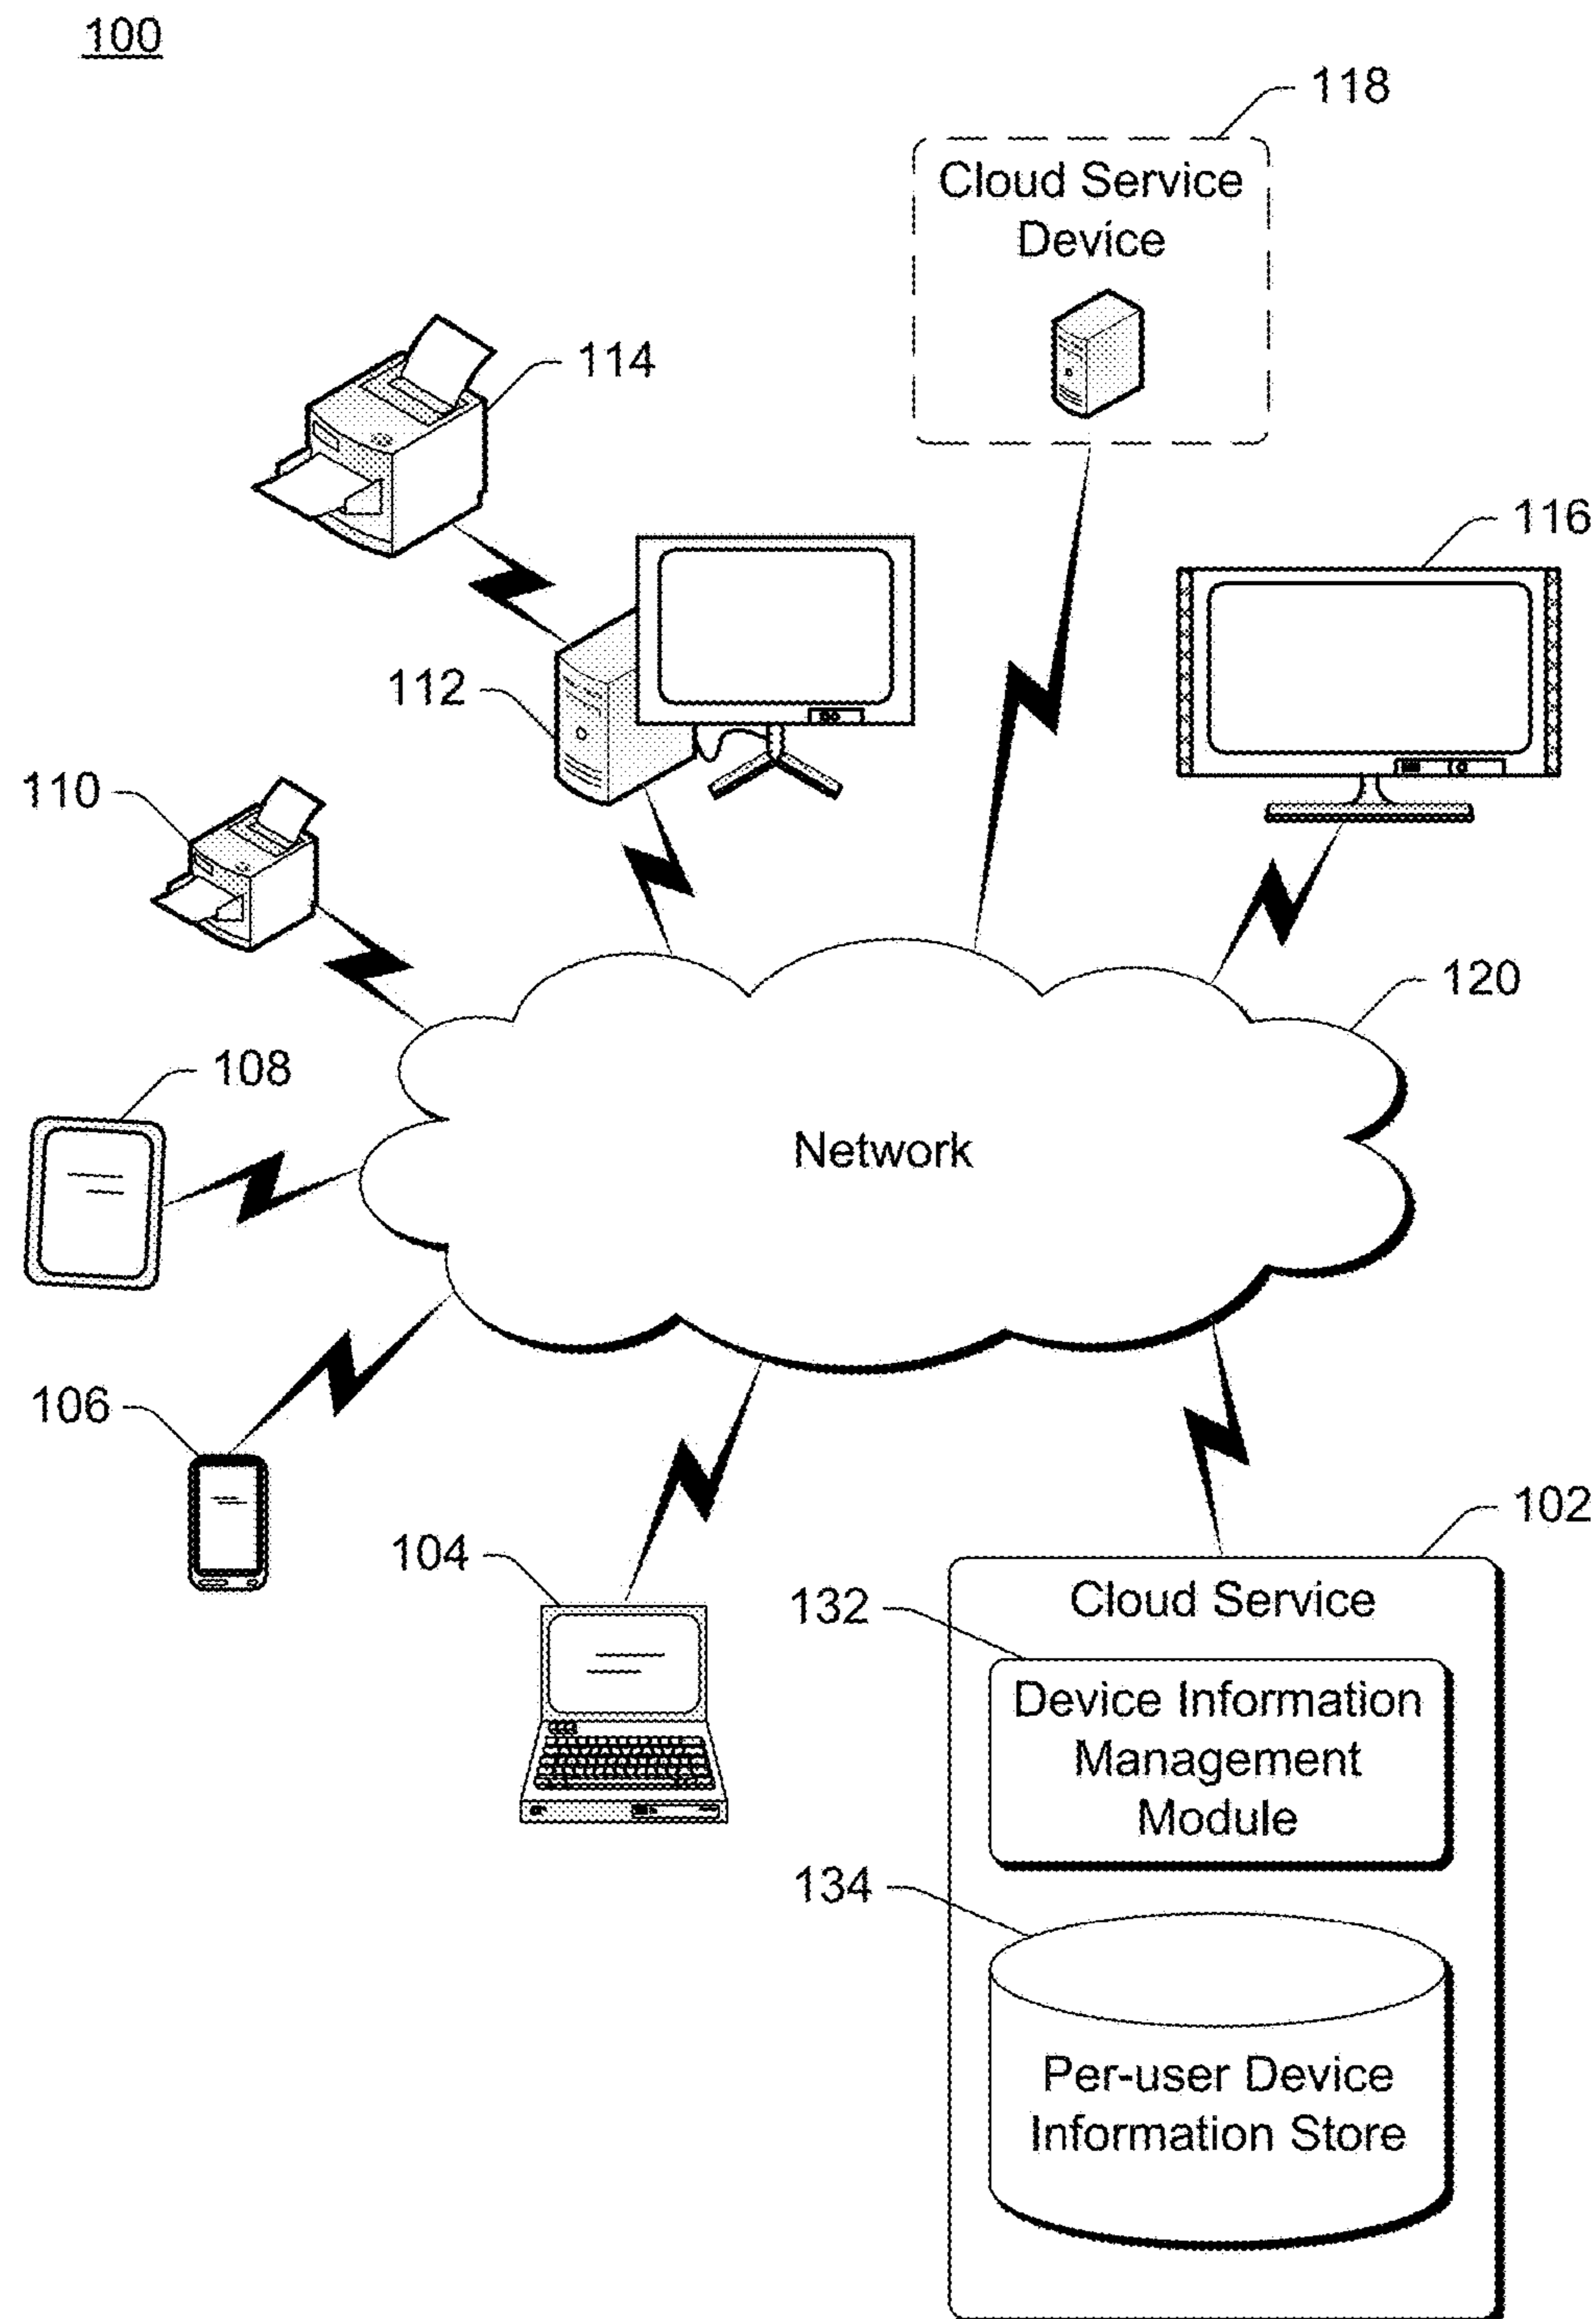 100
118
Cloud Service
Device
114
116
112
110
120
108
Network
106
102
104
Cloud Service
132
Device Information
Management
Module
134
Per-user Device
Information Store